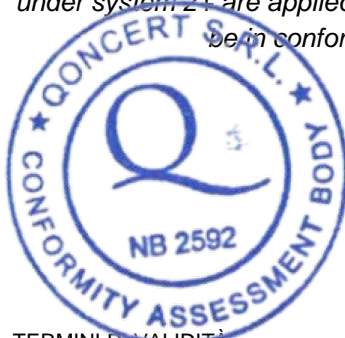 under system 2+ are applied
be in confor
QONCERT S.R.L.
Q
NB 2592
CONFORMITY ASSESSMENT BODY
TERMINI DI VALIDITÀ